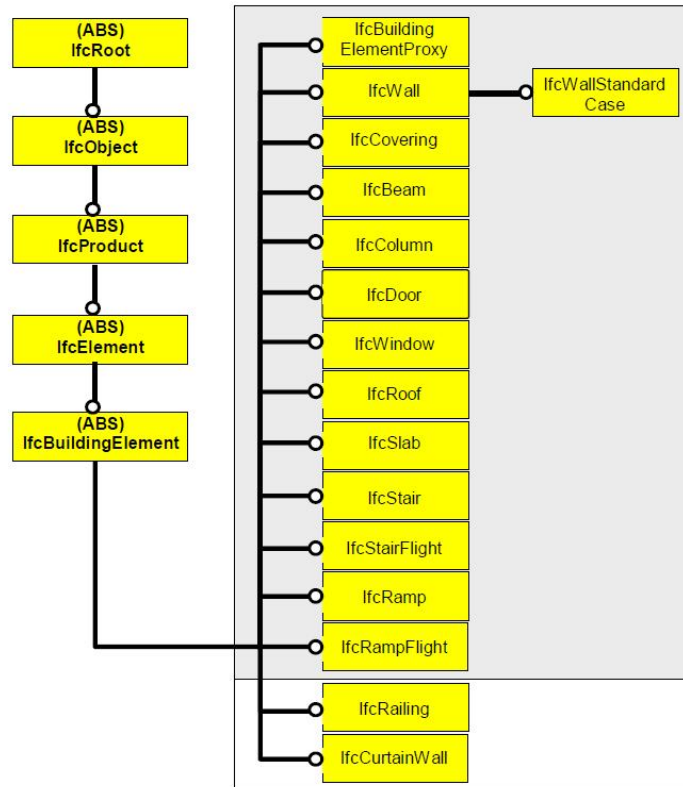 (ABS)
IfcRoot
(ABS)
IfcObject
(ABS)
IfcProduct
(ABS)
IfcElement
(ABS)
IfcBuildingElement
IfcBuilding
ElementProxy
IfcWall
IfcWallStandard
Case
IfcCovering
IfcBeam
IfcColumn
IfcDoor
IfcWindow
IfcRoof
IfcSlab
IfcStair
IfcStairFlight
IfcRamp
IfcRampFlight
IfcRailing
IfcCurtainWall